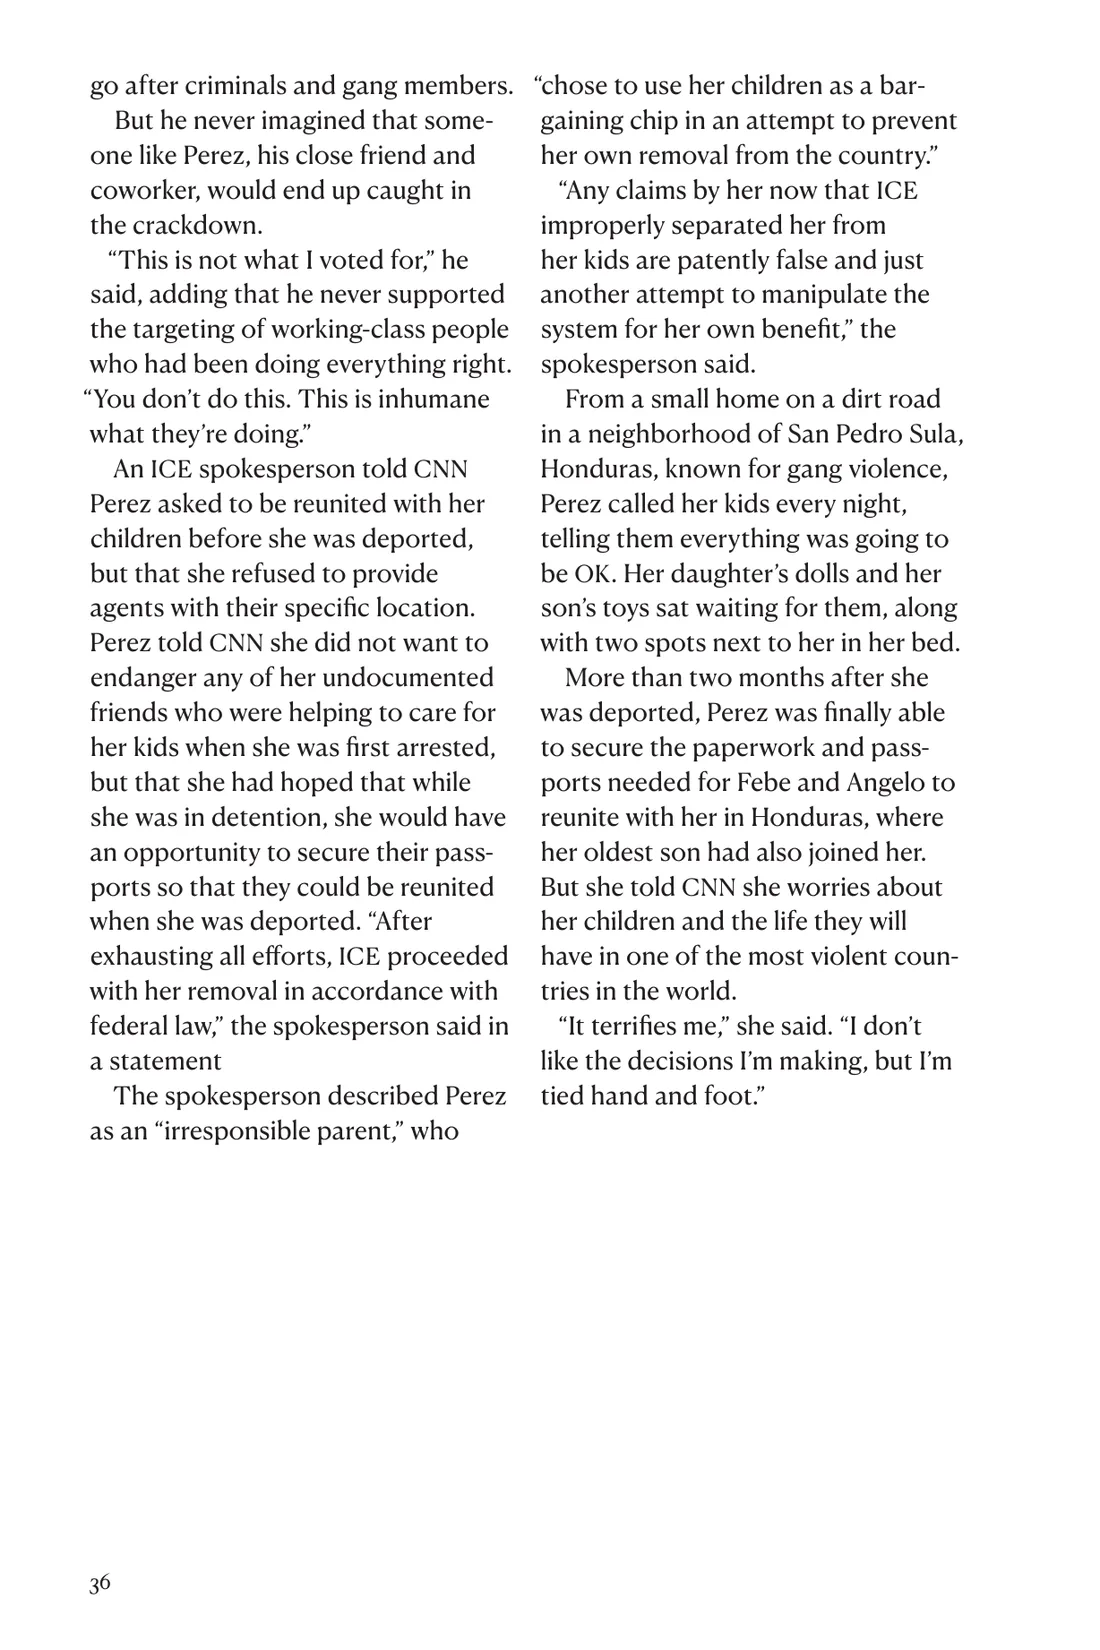 go after criminals and gang members.
But he never imagined that some-
one like Perez, his close friend and
coworker, would end up caught in
the crackdown.
“This is not what I voted for,” he
said, adding that he never supported
the targeting of working-class people
who had been doing everything right.
“You don’t do this. This is inhumane
what they’re doing.”
An ICE spokesperson told CNN
Perez asked to be reunited with her
children before she was deported,
but that she refused to provide
agents with their specific location.
Perez told CNN she did not want to
endanger any of her undocumented
friends who were helping to care for
her kids when she was first arrested,
but that she had hoped that while
she was in detention, she would have
an opportunity to secure their pass-
ports so that they could be reunited
when she was deported. “After
exhausting all efforts, ICE proceeded
with her removal in accordance with
federal law,” the spokesperson said in
a statement
The spokesperson described Perez
as an “irresponsible parent,” who
“chose to use her children as a bar-
gaining chip in an attempt to prevent
her own removal from the country.”
“Any claims by her now that ICE
improperly separated her from
her kids are patently false and just
another attempt to manipulate the
system for her own benefit,” the
spokesperson said.
From a small home on a dirt road
in a neighborhood of San Pedro Sula,
Honduras, known for gang violence,
Perez called her kids every night,
telling them everything was going to
be OK. Her daughter’s dolls and her
son’s toys sat waiting for them, along
with two spots next to her in her bed.
More than two months after she
was deported, Perez was finally able
to secure the paperwork and pass-
ports needed for Febe and Angelo to
reunite with her in Honduras, where
her oldest son had also joined her.
But she told CNN she worries about
her children and the life they will
have in one of the most violent coun-
tries in the world.
“It terrifies me,” she said. “I don’t
like the decisions I’m making, but I’m
tied hand and foot.”
36